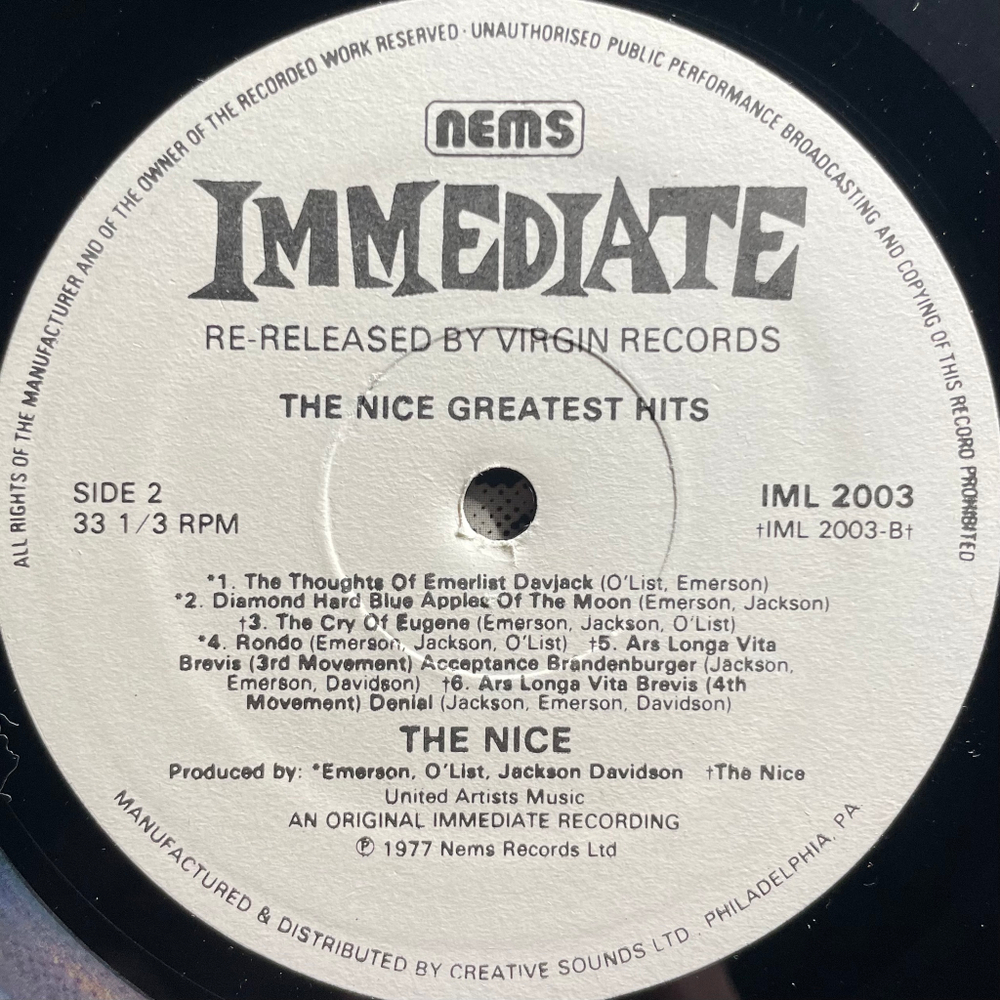 ALL RIGHTS OF THE MANUFACTURER AND OF THE OWNER OF THE RECORDED WORK RESERVED · UNAUTHORISED PUBLIC PERFORMANCE BROADCASTING AND COPYING OF THIS RECORD PROHIBITED
nems
IMMEDIATE
RE-RELEASED BY VIRGIN RECORDS
THE NICE GREATEST HITS
SIDE 2
33 1/3 RPM
IML 2003
†IML 2003-B†
*1. The Thoughts Of Emerlist Davjack (O'List, Emerson)
*2. Diamond Hard Blue Apples Of The Moon (Emerson, Jackson)
†3. The Cry Of Eugene (Emerson, Jackson, O'List)
*4. Rondo (Emerson, Jackson, O'List) †5. Ars Longa Vita
Brevis (3rd Movement) Acceptance Brandenburger (Jackson,
Emerson, Davidson) †6. Ars Longa Vita Brevis (4th
Movement) Denial (Jackson, Emerson, Davidson)
THE NICE
Produced by: *Emerson, O'List, Jackson Davidson †The Nice
United Artists Music
AN ORIGINAL IMMEDIATE RECORDING
℗ 1977 Nems Records Ltd
MANUFACTURED & DISTRIBUTED BY CREATIVE SOUNDS LTD. PHILADELPHIA, PA